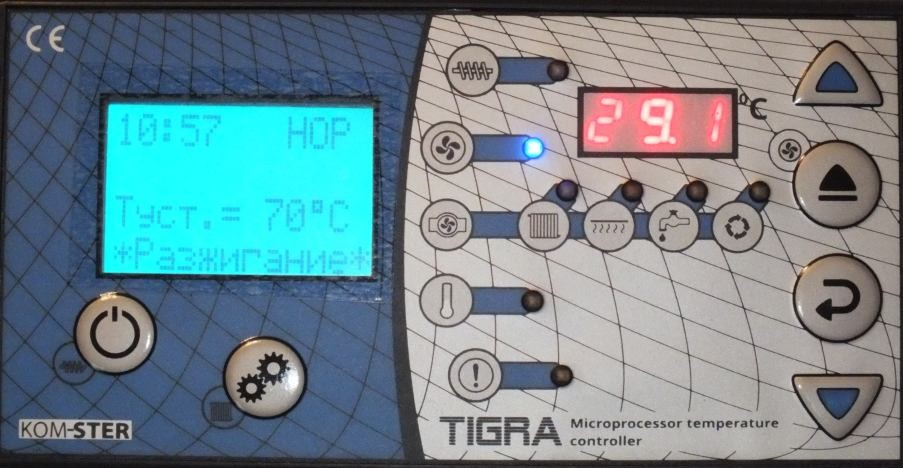 CE
10:57 НОР
Туст.= 70°C
*Разжигание*
29.1 °C
KOM-STER
TIGRA Microprocessor temperature
controller